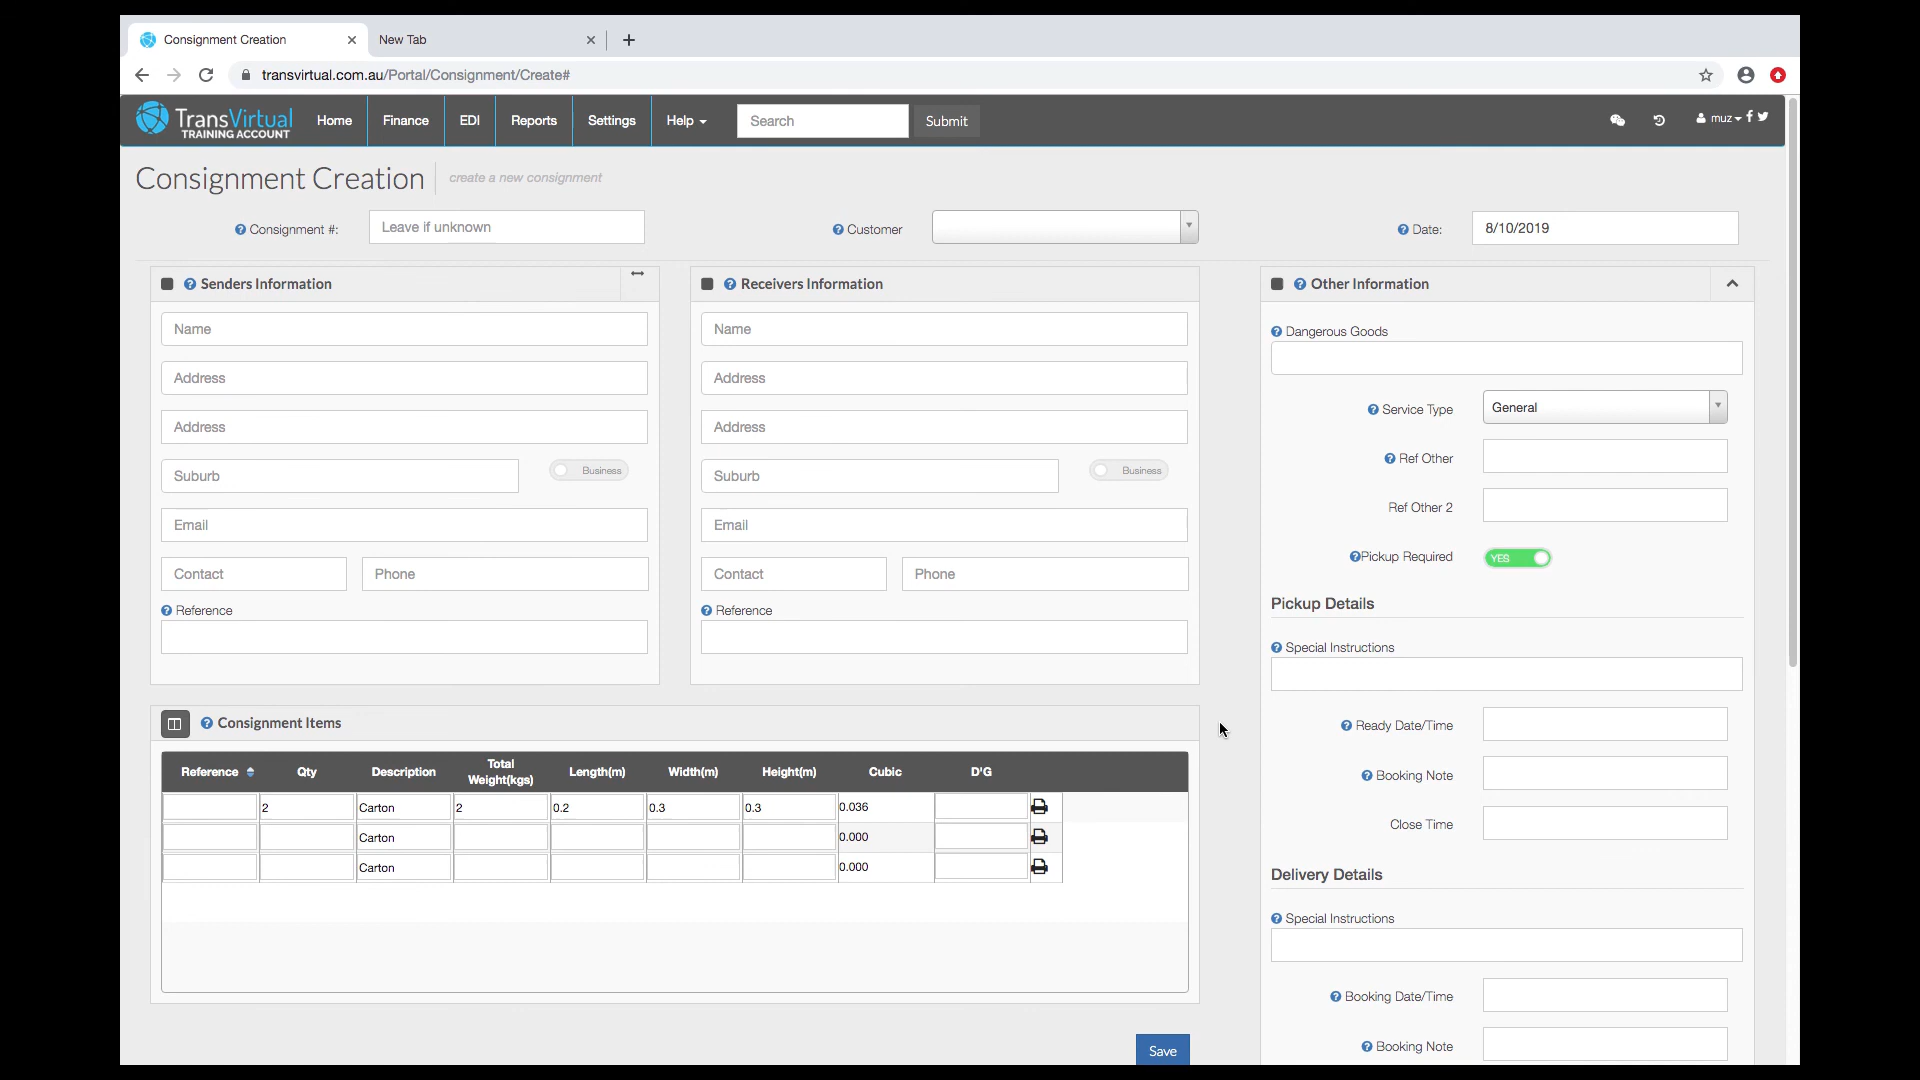 Consignment Creation
New Tab
transvirtual.com.au/Portal/Consignment/Create#
TransVirtual
TRAINING ACCOUNT
Home
Finance
EDI
Reports
Settings
Help
Search
Submit
muz
Consignment Creation
create a new consignment
Consignment #:
Leave if unknown
Customer
Date:
8/10/2019
Senders Information
Name
Address
Address
Suburb
Business
Email
Contact
Phone
Reference
Receivers Information
Name
Address
Address
Suburb
Business
Email
Contact
Phone
Reference
Other Information
Dangerous Goods
Service Type
General
Ref Other
Ref Other 2
Pickup Required
YES
Pickup Details
Special Instructions
Ready Date/Time
Booking Note
Close Time
Delivery Details
Special Instructions
Booking Date/Time
Booking Note
Consignment Items
Reference Qty Description Total Weight(kgs) Length(m) Width(m) Height(m) Cubic D'G
2 Carton 2 0.2 0.3 0.3 0.036
Carton 0.000
Carton 0.000
Save